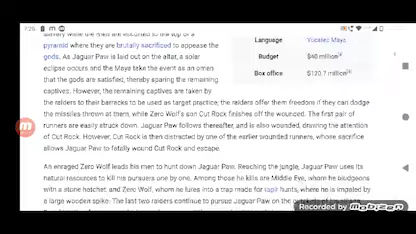 7:26
slavery while the rest are escorted to the top of a
pyramid where they are brutally sacrificed to appease the
gods. As Jaguar Paw is laid out on the altar, a solar
eclipse occurs and the Maya take the event as an omen
that the gods are satisfied, thereby sparing the remaining
captives. However, the remaining captives are taken by
the raiders to their barracks to be used as target practice; the raiders offer them freedom if they can dodge
the missiles thrown at them, while Zero Wolf's son Cut Rock finishes off the wounded. The first pair of
runners are easily struck down. Jaguar Paw follows thereafter, and is also wounded, drawing the attention
of Cut Rock. However, Cut Rock is then distracted by one of the earlier wounded runners, whose sacrifice
allows Jaguar Paw to fatally wound Cut Rock and escape.
An enraged Zero Wolf leads his men to hunt down Jaguar Paw. Reaching the jungle, Jaguar Paw uses its
natural resources to kill his pursuers one by one. Among those he kills are Middle Eye, whom he bludgeons
with a stone hatchet; and Zero Wolf, whom he lures into a trap made for tapir hunts, where he is impaled by
a large wooden spike. The last two raiders continue to pursue Jaguar Paw on the outskirts of his village
Language Yucatec Maya
Budget $40 million
Box office $120.7 million
Recorded by Mobizen